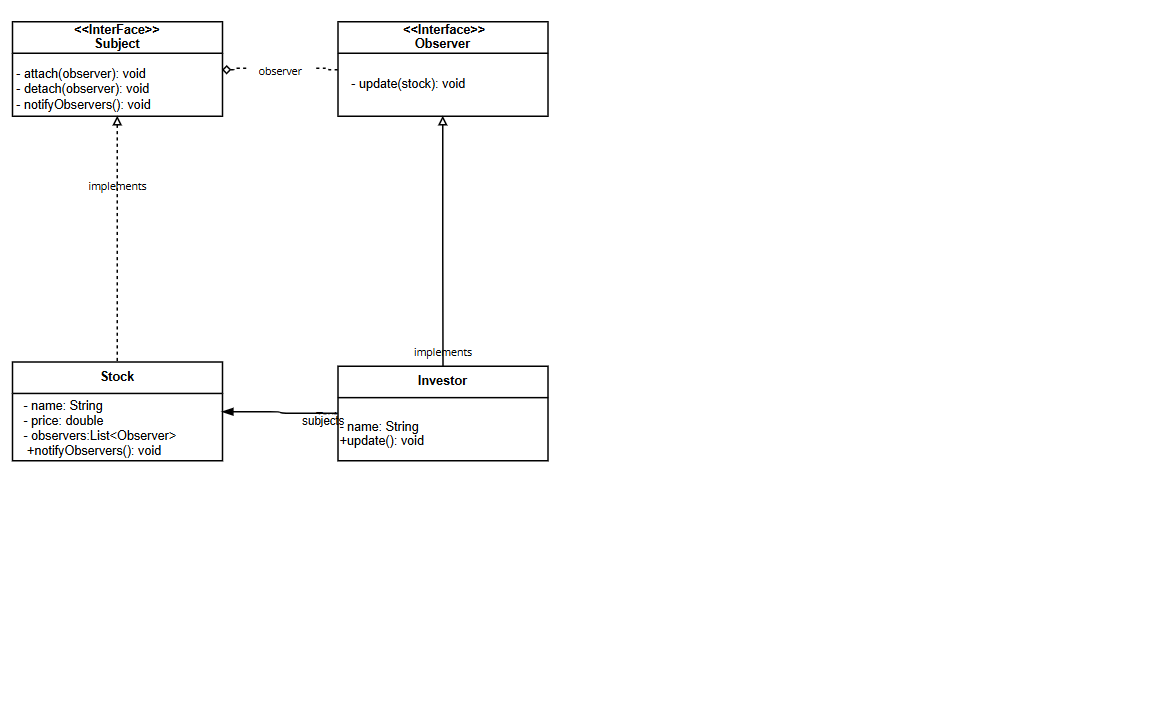 <<InterFace>>
Subject
- attach(observer): void
- detach(observer): void
- notifyObservers(): void
observer
<<Interface>>
Observer
- update(stock): void
implements
implements
Stock
- name: String
- price: double
- observers:List<Observer>
+notifyObservers(): void
subjects
Investor
- name: String
+update(): void